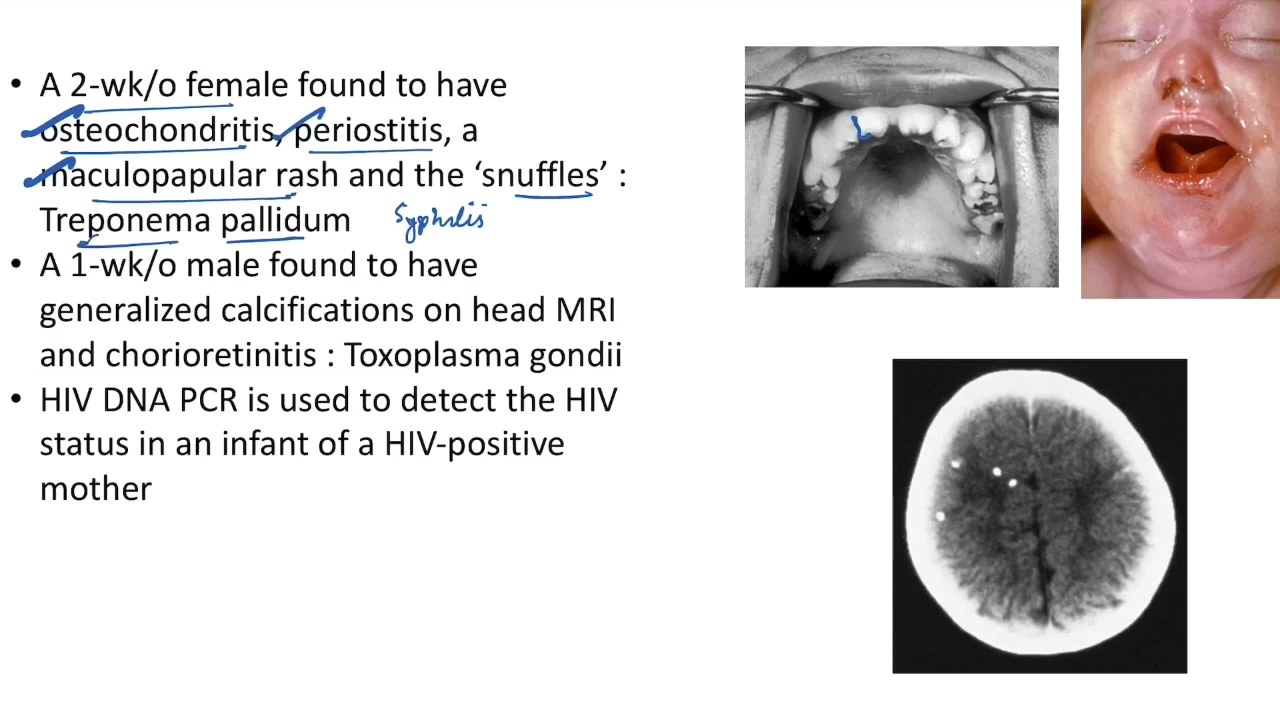 • A 2-wk/o female found to have
osteochondritis, periostitis, a
maculopapular rash and the ‘snuffles’ :
Treponema pallidum Syphilis
• A 1-wk/o male found to have
generalized calcifications on head MRI
and chorioretinitis : Toxoplasma gondii
• HIV DNA PCR is used to detect the HIV
status in an infant of a HIV-positive
mother